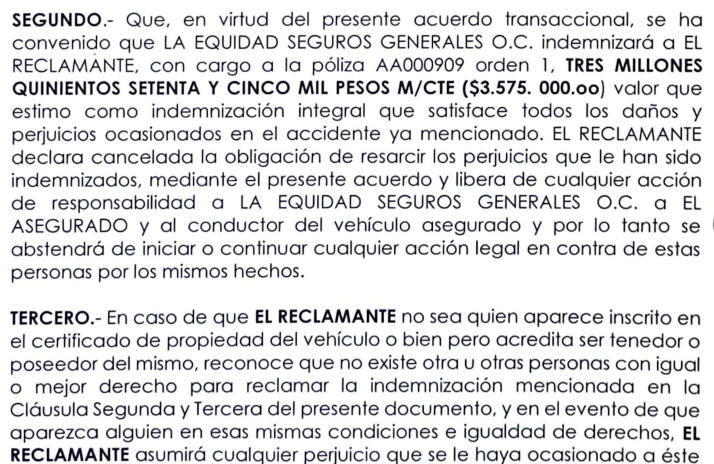 SEGUNDO.- Que, en virtud del presente acuerdo transaccional, se ha
convenido que LA EQUIDAD SEGUROS GENERALES O.C. indemnizará a EL
RECLAMANTE, con cargo a la póliza AA000909 orden 1, TRES MILLONES
QUINIENTOS SETENTA Y CINCO MIL PESOS M/CTE ($3.575. 000.oo) valor que
estimo como indemnización integral que satisface todos los daños y
perjuicios ocasionados en el accidente ya mencionado. EL RECLAMANTE
declara cancelada la obligación de resarcir los perjuicios que le han sido
indemnizados, mediante el presente acuerdo y libera de cualquier acción
de responsabilidad a LA EQUIDAD SEGUROS GENERALES O.C. a EL
ASEGURADO y al conductor del vehículo asegurado y por lo tanto se
abstendrá de iniciar o continuar cualquier acción legal en contra de estas
personas por los mismos hechos.
TERCERO.- En caso de que EL RECLAMANTE no sea quien aparece inscrito en
el certificado de propiedad del vehículo o bien pero acredita ser tenedor o
poseedor del mismo, reconoce que no existe otra u otras personas con igual
o mejor derecho para reclamar la indemnización mencionada en la
Cláusula Segunda y Tercera del presente documento, y en el evento de que
aparezca alguien en esas mismas condiciones e igualdad de derechos, EL
RECLAMANTE asumirá cualquier perjuicio que se le haya ocasionado a éste